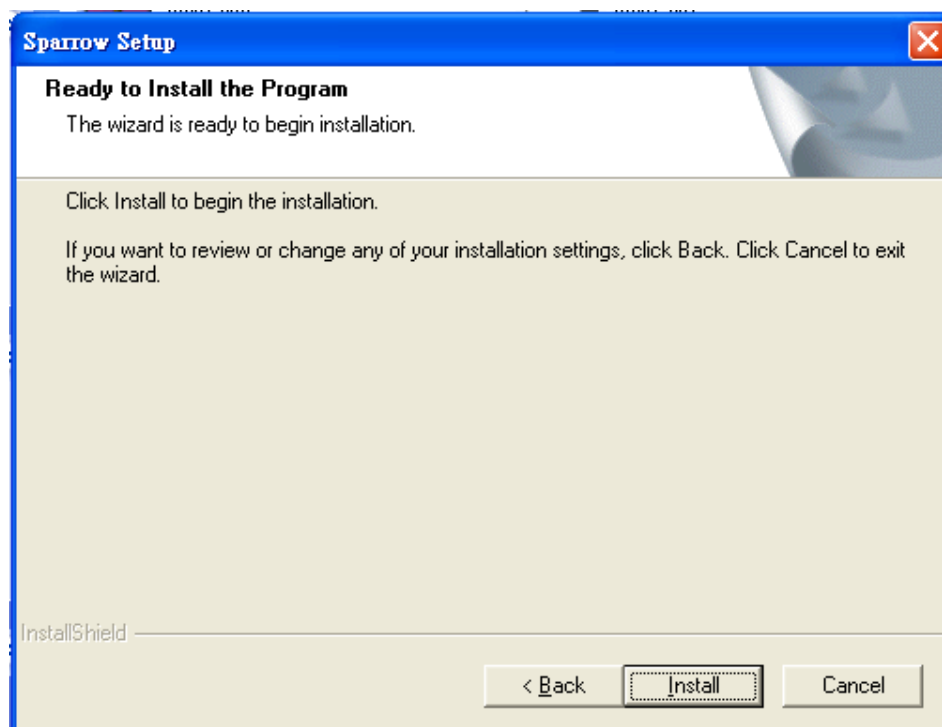 Sparrow Setup
Ready to Install the Program
The wizard is ready to begin installation.
Click Install to begin the installation.
If you want to review or change any of your installation settings, click Back. Click Cancel to exit
the wizard.
InstallShield
< Back
Install
Cancel